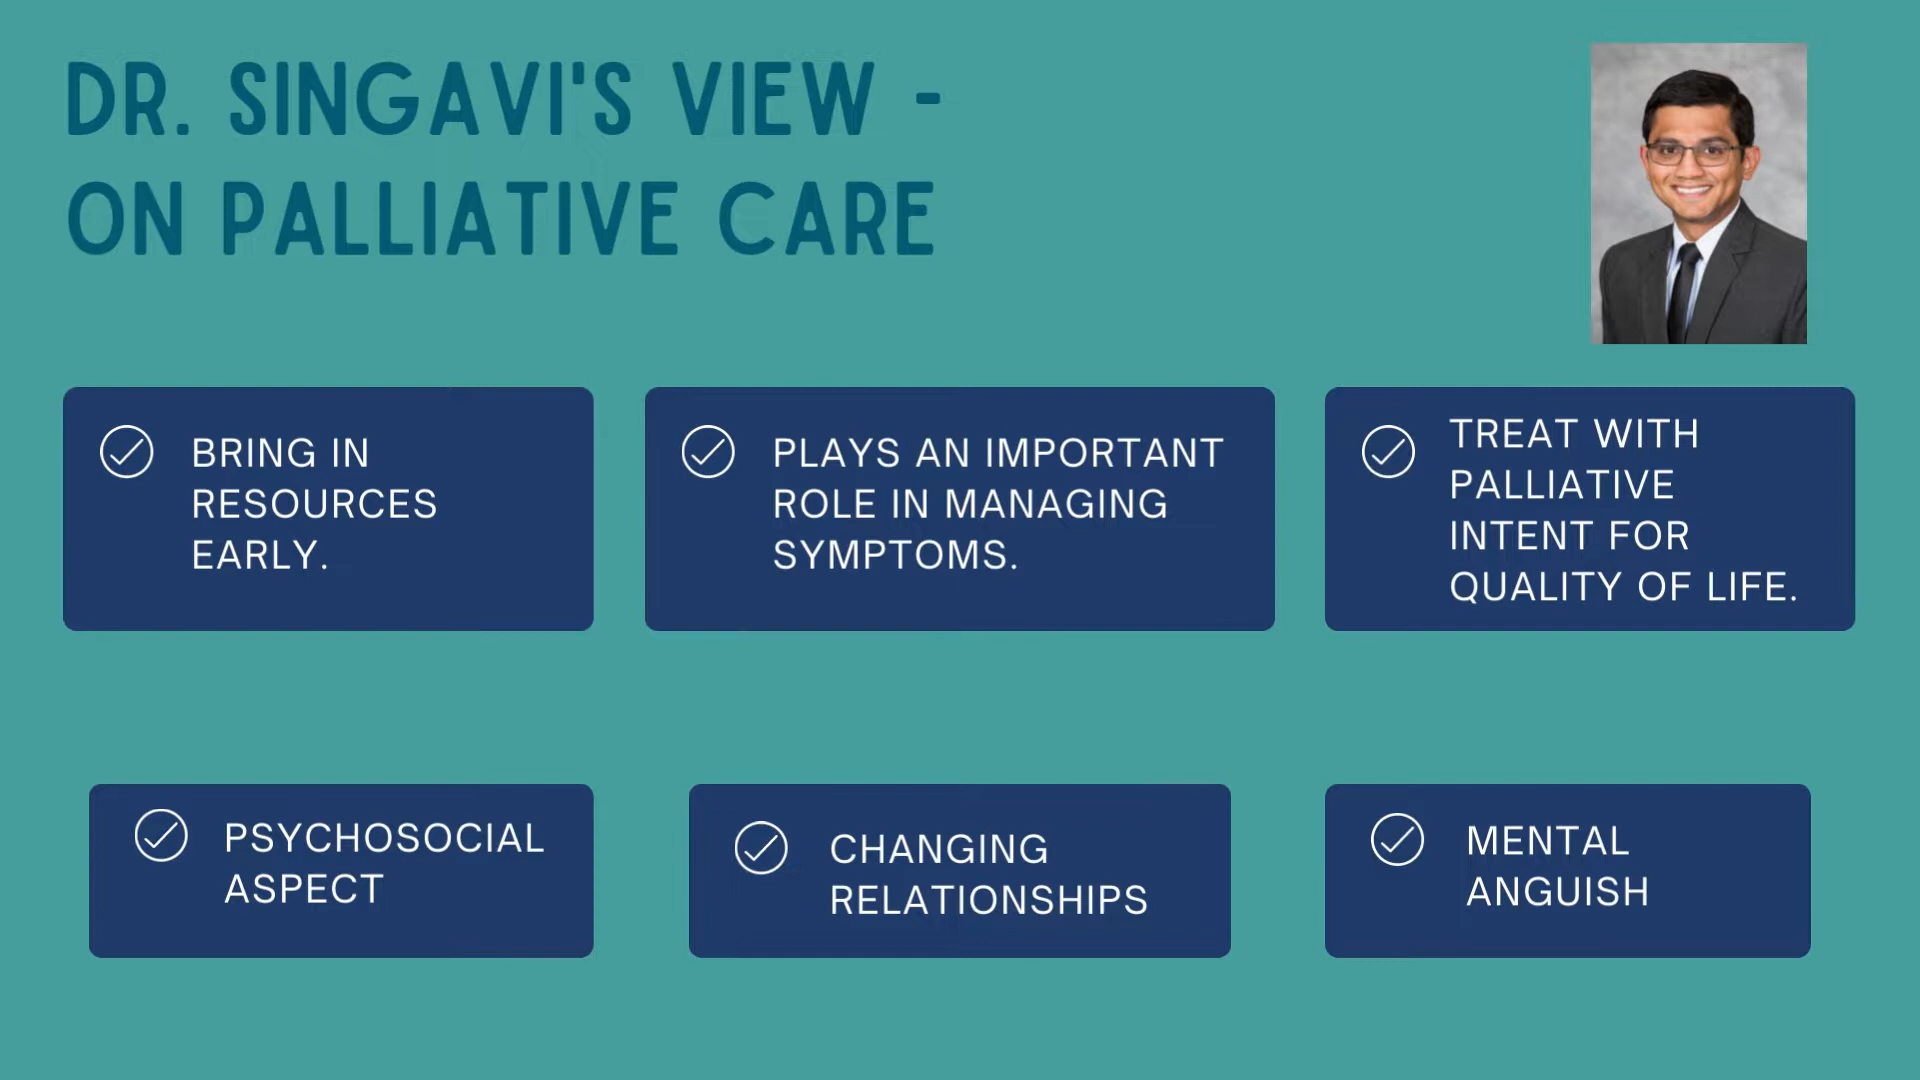 DR. SINGAVI'S VIEW -
ON PALLIATIVE CARE
BRING IN
RESOURCES
EARLY.
PLAYS AN IMPORTANT
ROLE IN MANAGING
SYMPTOMS.
TREAT WITH
PALLIATIVE
INTENT FOR
QUALITY OF LIFE.
PSYCHOSOCIAL
ASPECT
CHANGING
RELATIONSHIPS
MENTAL
ANGUISH